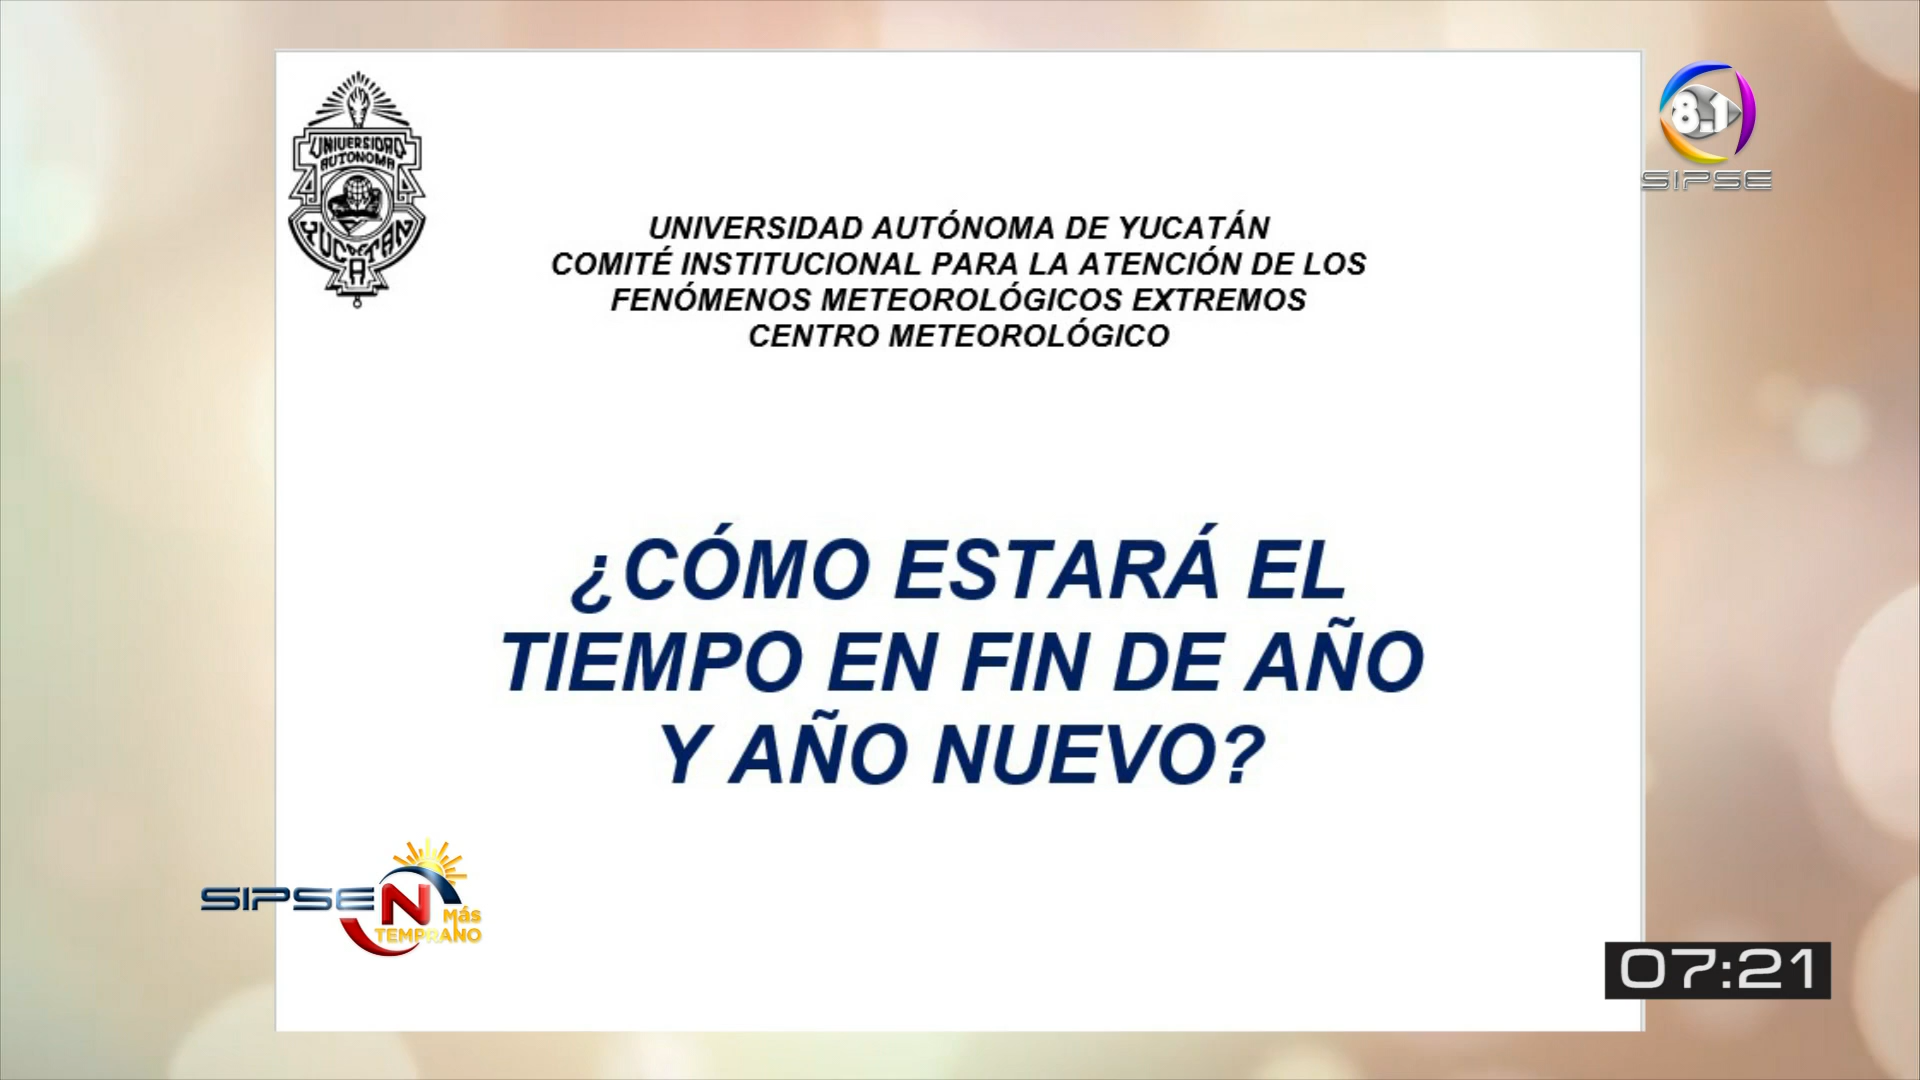 UNIVERSIDAD
AUTONOMA
YUCATAN
8.1
SIPSE
UNIVERSIDAD AUTÓNOMA DE YUCATÁN
COMITÉ INSTITUCIONAL PARA LA ATENCIÓN DE LOS
FENÓMENOS METEOROLÓGICOS EXTREMOS
CENTRO METEOROLÓGICO
¿CÓMO ESTARÁ EL
TIEMPO EN FIN DE AÑO
Y AÑO NUEVO?
SIPSE N
MÁS
TEMPRANO
07:21